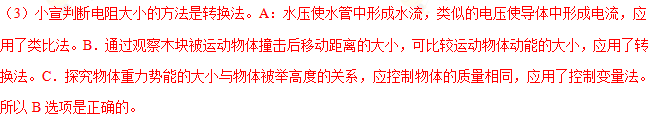 （3）小宣判断电阻大小的方法是转换法。A：水压使水管中形成水流，类似的电压使导体中形成电流，应
用了类比法。B．通过观察木块被运动物体撞击后移动距离的大小，可比较运动物体动能的大小，应用了转
换法。C．探究物体重力势能的大小与物体被举高度的关系，应控制物体的质量相同，应用了控制变量法。
所以 B 选项是正确的。